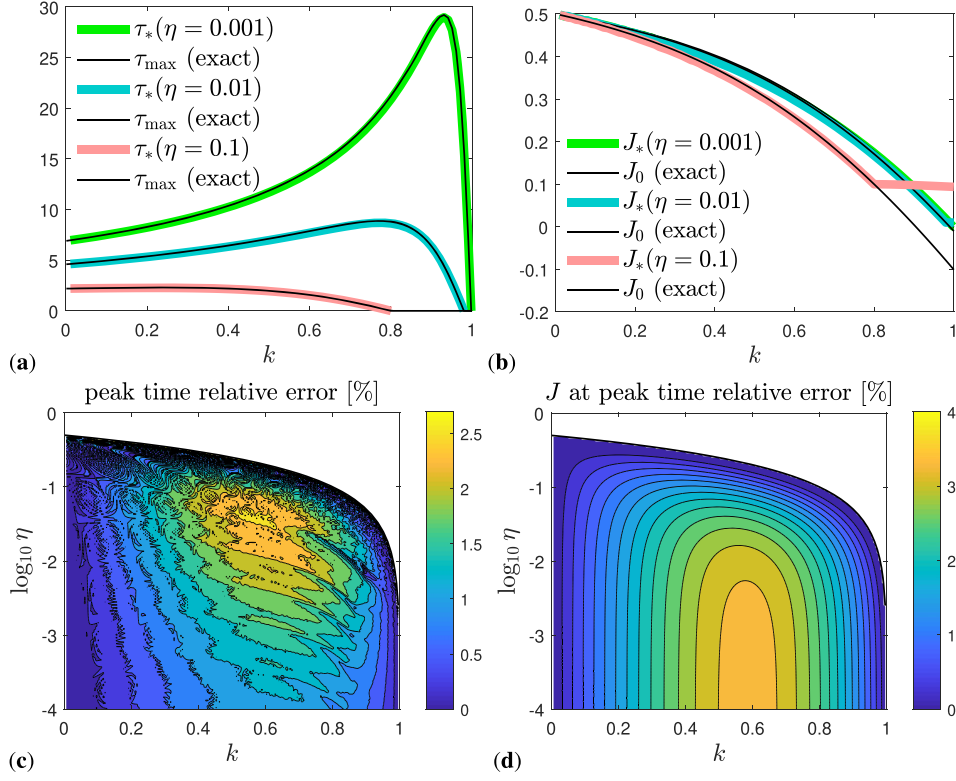 30
25
20
15
10
5
0
τ∗(η = 0.001)
τmax (exact)
τ∗(η = 0.01)
τmax (exact)
τ∗(η = 0.1)
τmax (exact)
0 0.2 0.4 0.6 0.8 1
k
(a)
0.5
0.4
0.3
0.2
0.1
0
-0.1
-0.2
J∗(η = 0.001)
J0 (exact)
J∗(η = 0.01)
J0 (exact)
J∗(η = 0.1)
J0 (exact)
0 0.2 0.4 0.6 0.8 1
k
(b)
peak time relative error [%]
0
-1
-2
-3
-4
log10 η
0 0.2 0.4 0.6 0.8 1
k
2.5
2
1.5
1
0.5
0
(c)
J at peak time relative error [%]
0
-1
-2
-3
-4
log10 η
0 0.2 0.4 0.6 0.8 1
k
4
3
2
1
0
(d)